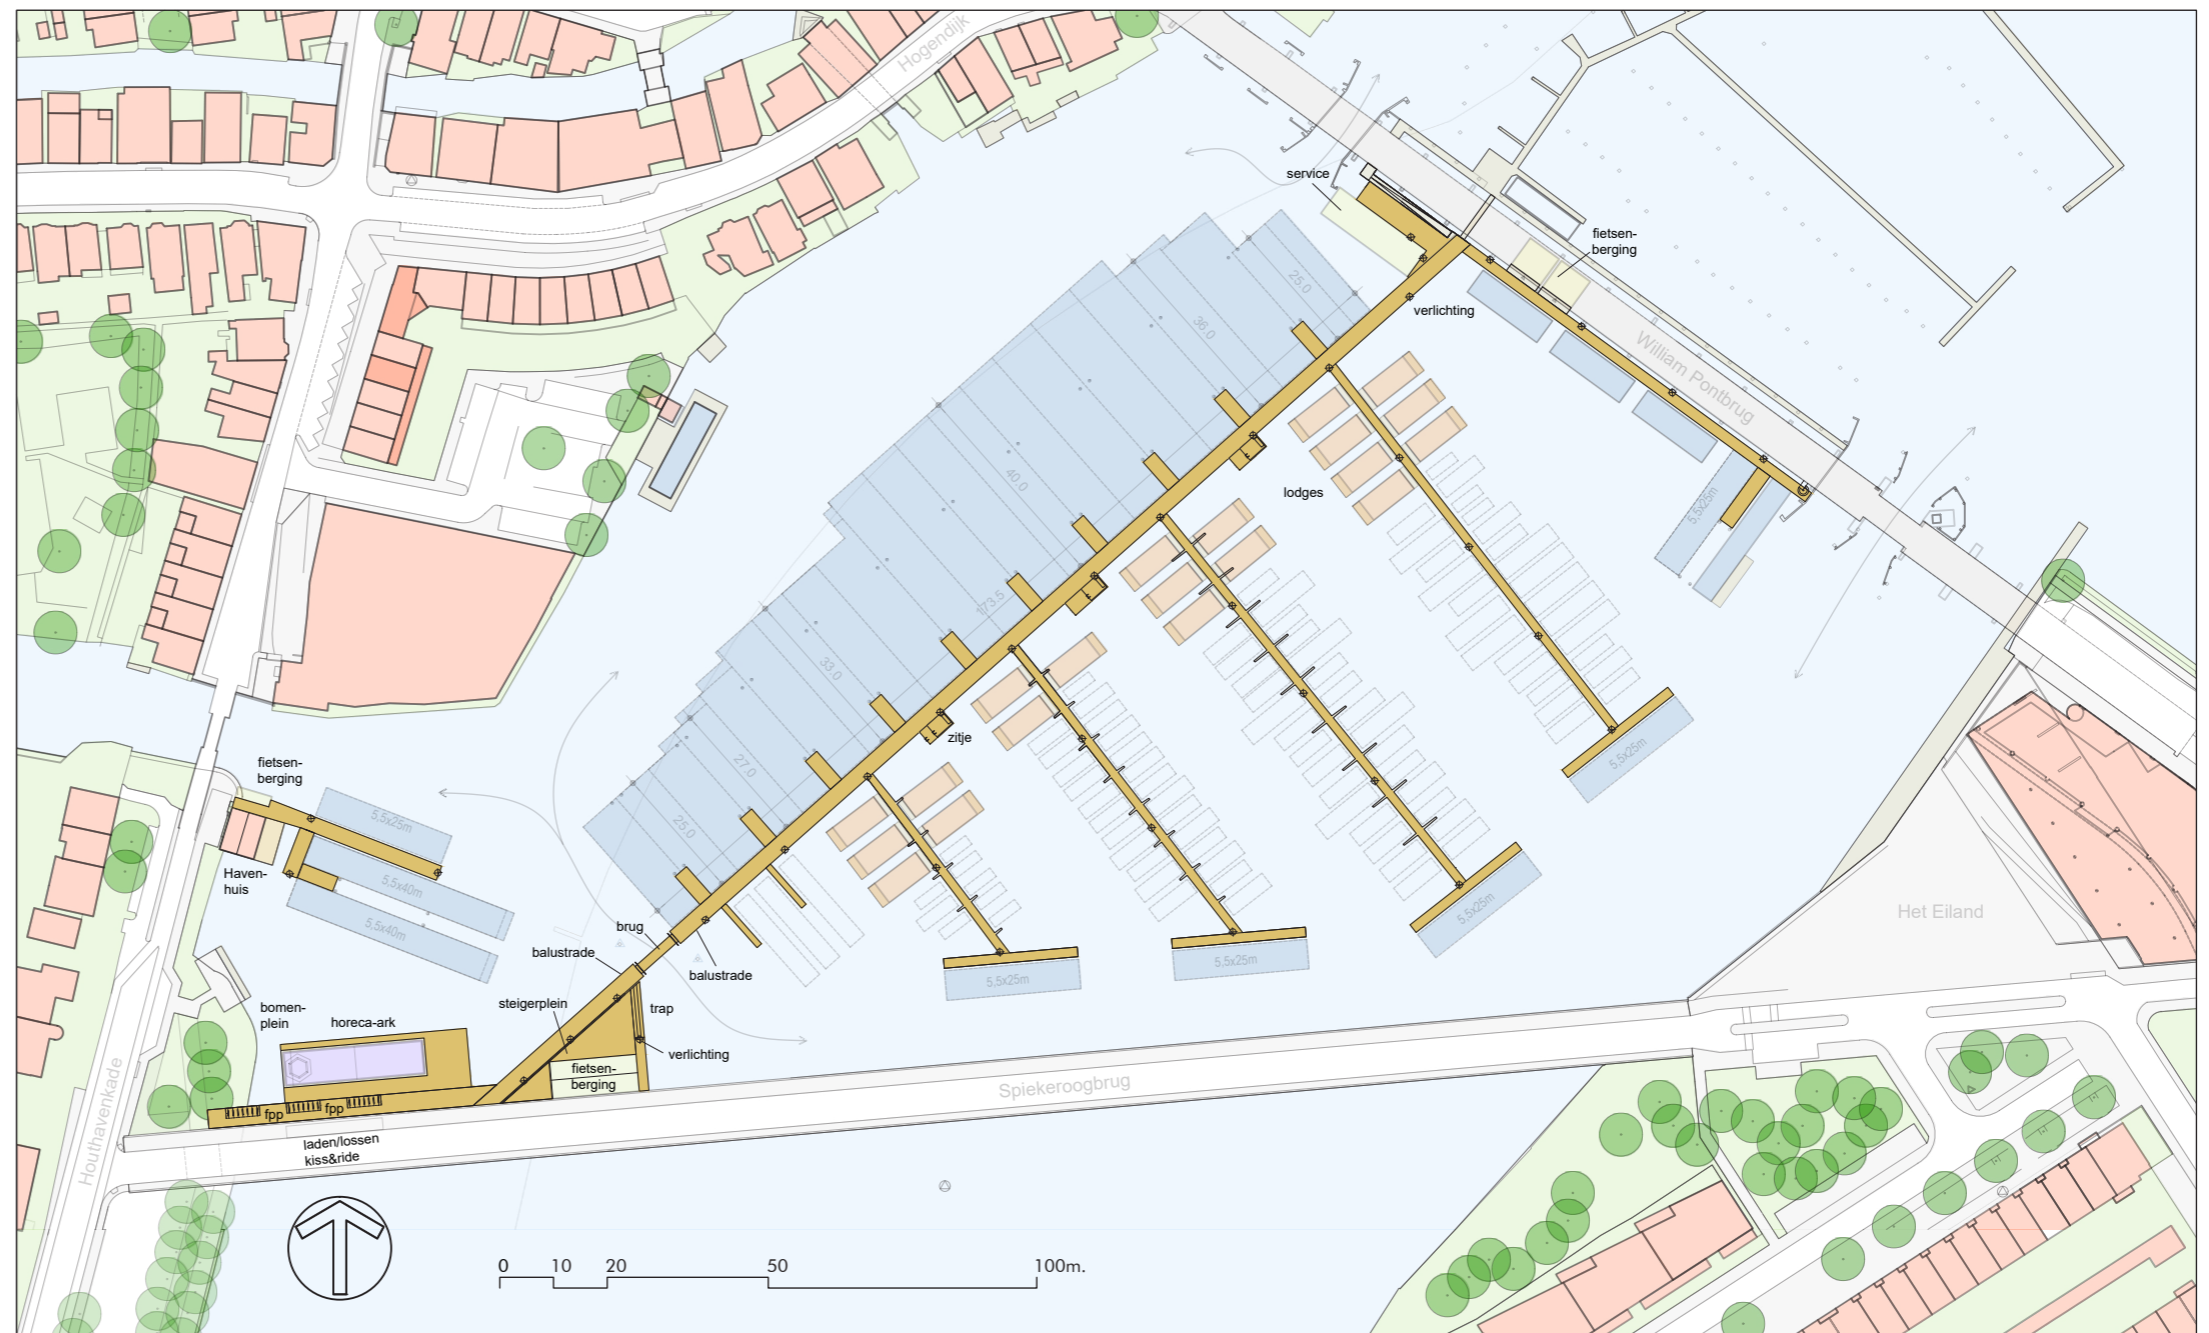 Hogendijk
service
fietsen-
berging
25.0
36.0
verlichting
William Pontbrug
40.0
lodges
5,5x25m
173.5
33.0
zitje
27.0
5,5x25m
fietsen-
berging
5,5x25m
25.0
Haven-
huis
5,5x40m
5,5x40m
brug
balustrade
balustrade
5,5x25m
5,5x25m
5,5x25m
Het Eiland
steigerplein
trap
bomen-
plein
horeca-ark
verlichting
fietsen-
berging
Spiekeroogbrug
fpp
fpp
Houthavenkade
laden/lossen
kiss&ride
0 10 20 50 100m.